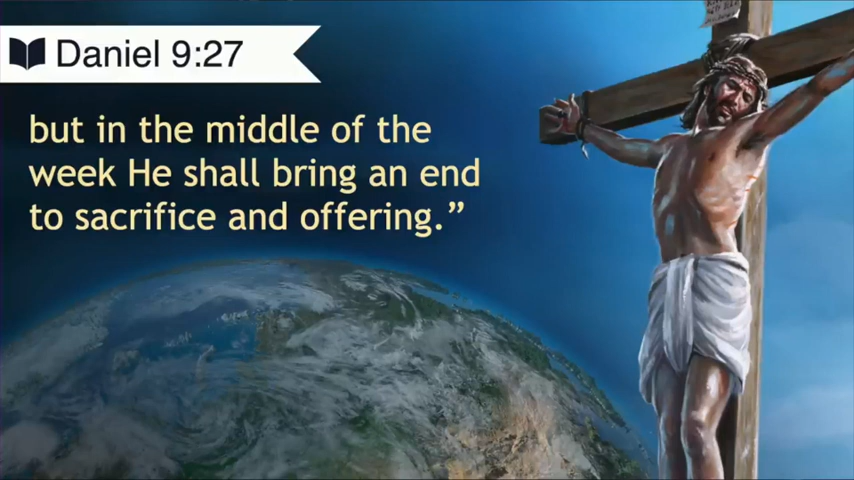 Daniel 9:27
but in the middle of the
week He shall bring an end
to sacrifice and offering.”